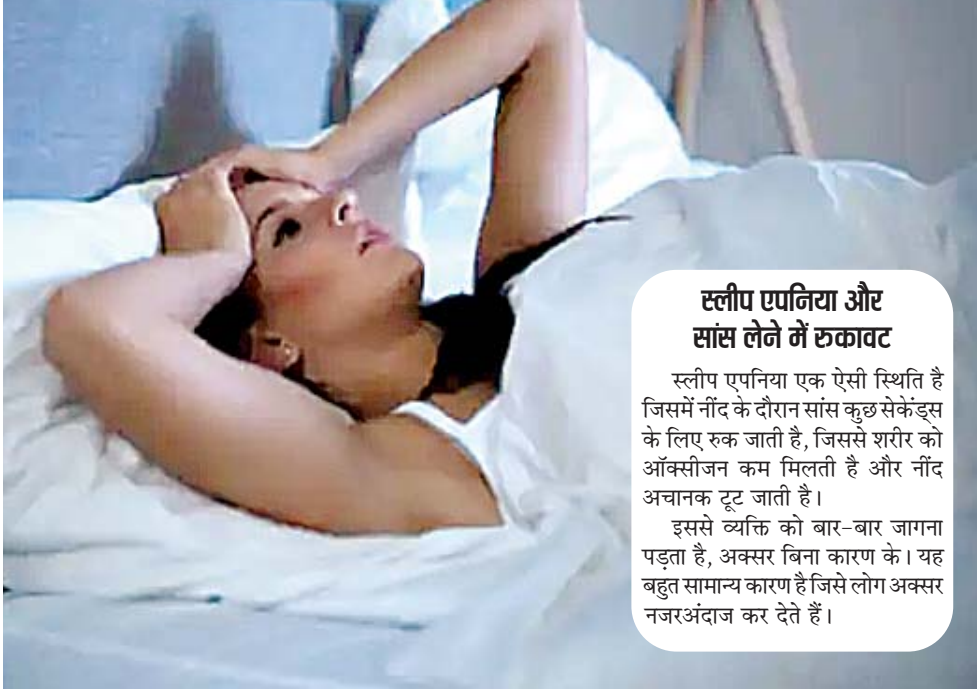 स्लीप एपनिया और
सांस लेने में रुकावट
स्लीप एपनिया एक ऐसी स्थिति है
जिसमें नींद के दौरान सांस कुछ सेकेंड्स
के लिए रुक जाती है, जिससे शरीर को
ऑक्सीजन कम मिलती है और नींद
अचानक टूट जाती है।
इससे व्यक्ति को बार-बार जागना
पड़ता है, अक्सर बिना कारण के। यह
बहुत सामान्य कारण है जिसे लोग अक्सर
नजरअंदाज कर देते हैं।